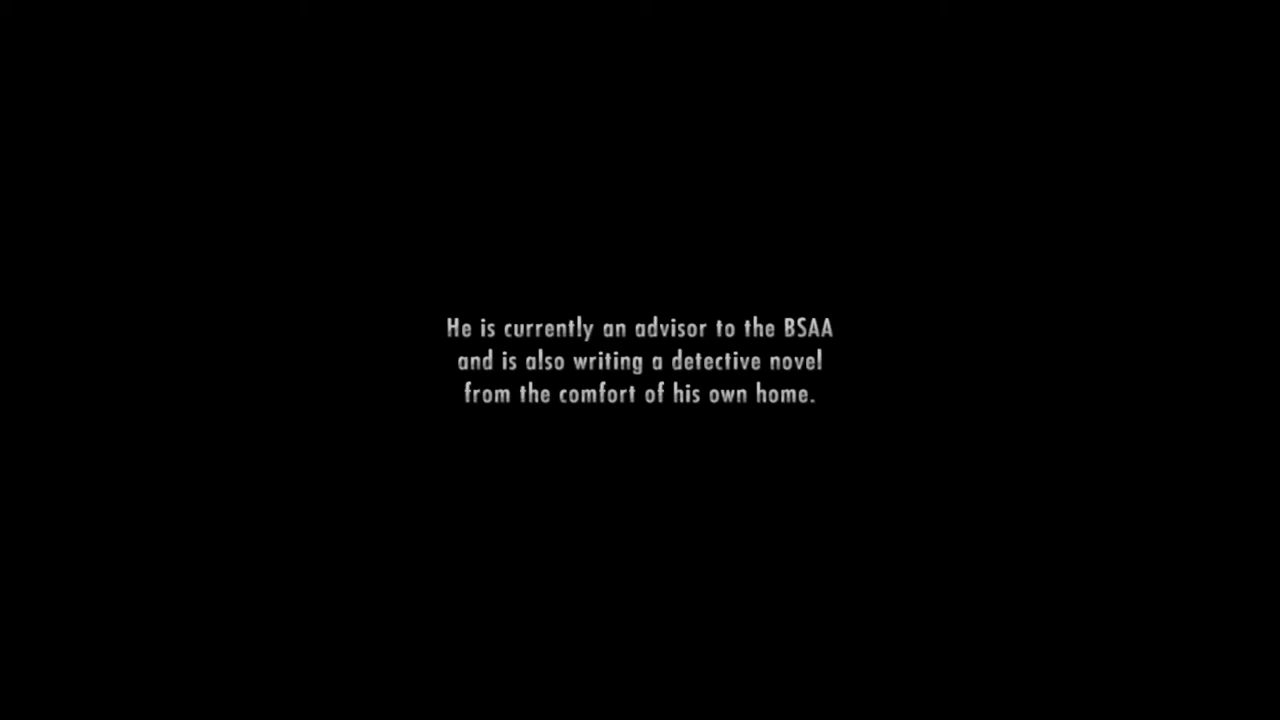 He is currently an advisor to the BSAA
and is also writing a detective novel
from the comfort of his own home.